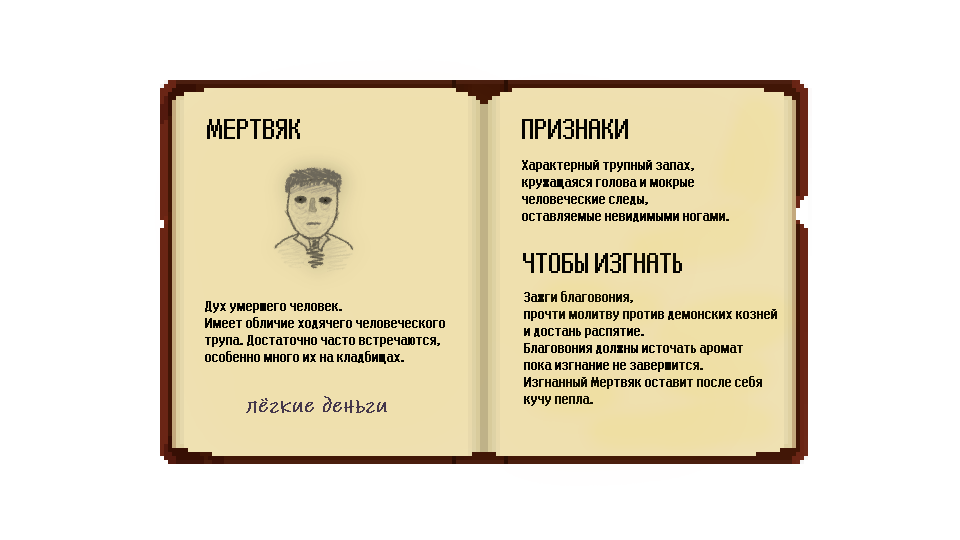 МЕРТВЯК
Дух умершего человек.
Имеет обличие ходячего человеческого
трупа. Достаточно часто встречаются,
особенно много их на кладбищах.
лёгкие деньги
ПРИЗНАКИ
Характерный трупный запах,
кружащаяся голова и мокрые
человеческие следы,
оставляемые невидимыми ногами.
ЧТОБЫ ИЗГНАТЬ
Зажги благовония,
прочти молитву против демонских козней
и достань распятие.
Благовония должны источать аромат
пока изгнание не завершится.
Изгнанный Мертвяк оставит после себя
кучу пепла.